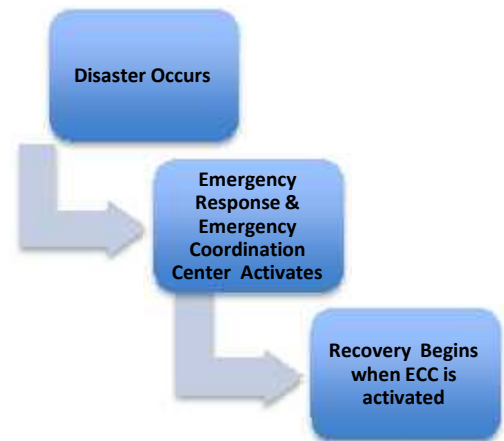 Disaster Occurs
Emergency
Response &
Emergency
Coordination
Center Activates
Recovery Begins
when ECC is
activated